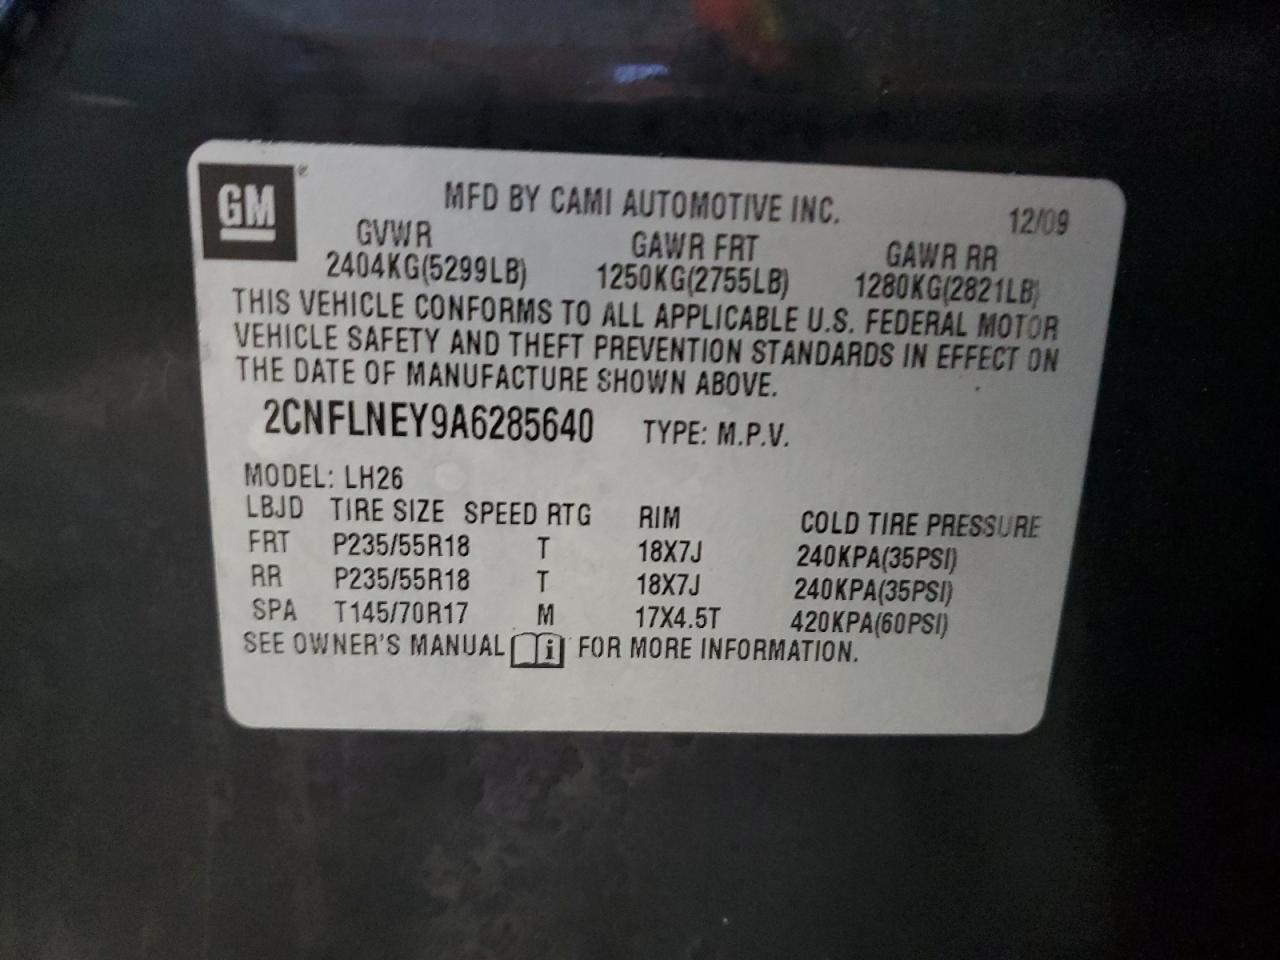 GM
MFD BY CAMI AUTOMOTIVE INC. 12/09
GVWR GAWR FRT GAWR RR
2404KG(5299LB) 1250KG(2755LB) 1280KG(2821LB)
THIS VEHICLE CONFORMS TO ALL APPLICABLE U.S. FEDERAL MOTOR
VEHICLE SAFETY AND THEFT PREVENTION STANDARDS IN EFFECT ON
THE DATE OF MANUFACTURE SHOWN ABOVE.
2CNFLNEY9A6285640 TYPE: M.P.V.
MODEL: LH26
LBJD TIRE SIZE SPEED RTG RIM COLD TIRE PRESSURE
FRT P235/55R18 T 18X7J 240KPA(35PSI)
RR P235/55R18 T 18X7J 240KPA(35PSI)
SPA T145/70R17 M 17X4.5T 420KPA(60PSI)
SEE OWNER'S MANUAL i FOR MORE INFORMATION.